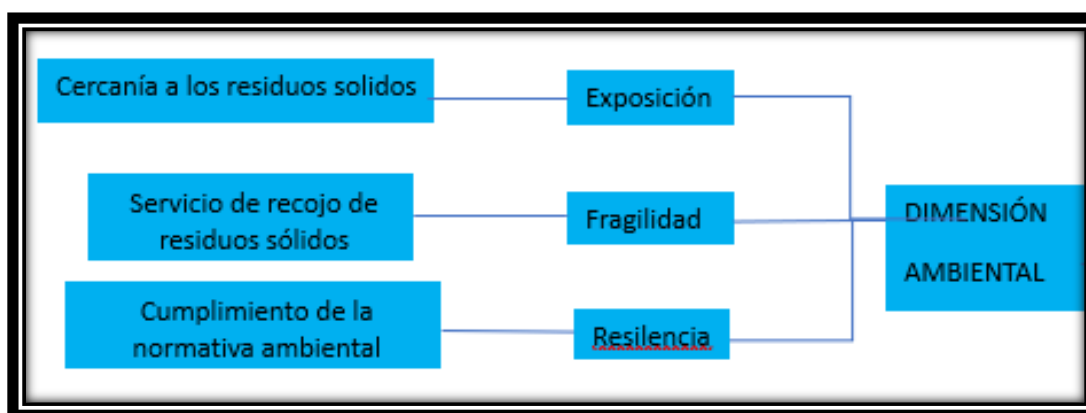 Cercanía a los residuos solidos
Exposición
Servicio de recojo de
residuos sólidos
Fragilidad
DIMENSIÓN
AMBIENTAL
Cumplimiento de la
normativa ambiental
Resilencia